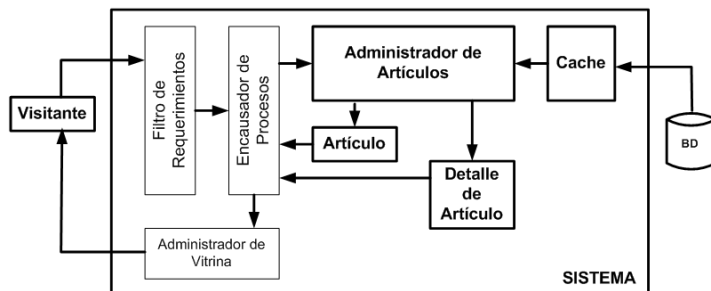 Visitante
Filtro de
Requerimientos
Encausador de
Procesos
Administrador de
Artículos
Cache
BD
Artículo
Detalle
de
Artículo
Administrador de
Vitrina
SISTEMA